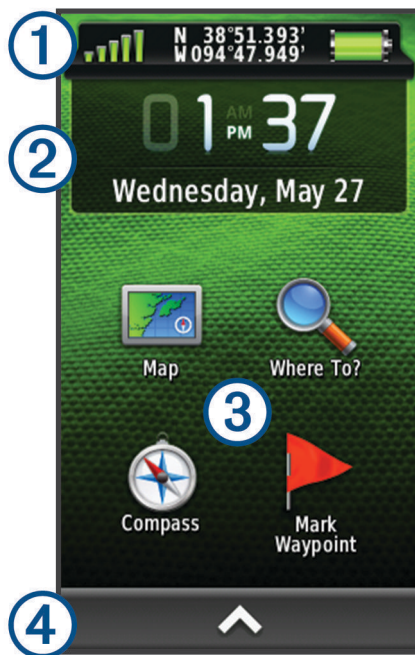 1
N 38°51.393'
W 094°47.949'
2
01 AM PM 37
Wednesday, May 27
Map
Where To?
3
Compass
Mark
Waypoint
4